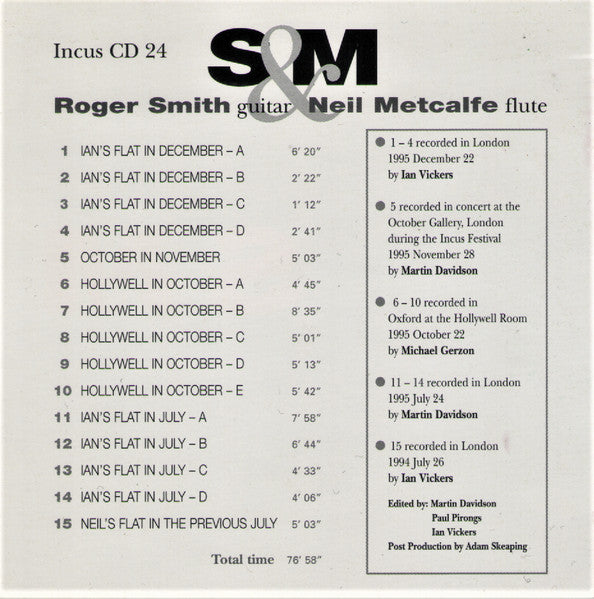 Incus CD 24
S&M
Roger Smith guitar Neil Metcalfe flute
1 IAN'S FLAT IN DECEMBER – A 6' 20"
2 IAN'S FLAT IN DECEMBER – B 2' 22"
3 IAN'S FLAT IN DECEMBER – C 1' 12"
4 IAN'S FLAT IN DECEMBER – D 2' 41"
5 OCTOBER IN NOVEMBER 5' 03"
6 HOLLYWELL IN OCTOBER – A 4' 45"
7 HOLLYWELL IN OCTOBER – B 8' 35"
8 HOLLYWELL IN OCTOBER – C 5' 01"
9 HOLLYWELL IN OCTOBER – D 5' 13"
10 HOLLYWELL IN OCTOBER – E 5' 42"
11 IAN'S FLAT IN JULY – A 7' 58"
12 IAN'S FLAT IN JULY – B 6' 44"
13 IAN'S FLAT IN JULY – C 4' 33"
14 IAN'S FLAT IN JULY – D 4' 06"
15 NEIL'S FLAT IN THE PREVIOUS JULY 5' 03"
Total time 76' 58"
1 – 4 recorded in London
1995 December 22
by Ian Vickers
5 recorded in concert at the
October Gallery, London
during the Incus Festival
1995 November 28
by Martin Davidson
6 – 10 recorded in
Oxford at the Hollywell Room
1995 October 22
by Michael Gerzon
11 – 14 recorded in London
1995 July 24
by Martin Davidson
15 recorded in London
1994 July 26
by Ian Vickers
Edited by: Martin Davidson
Paul Pirongs
Ian Vickers
Post Production by Adam Skeaping